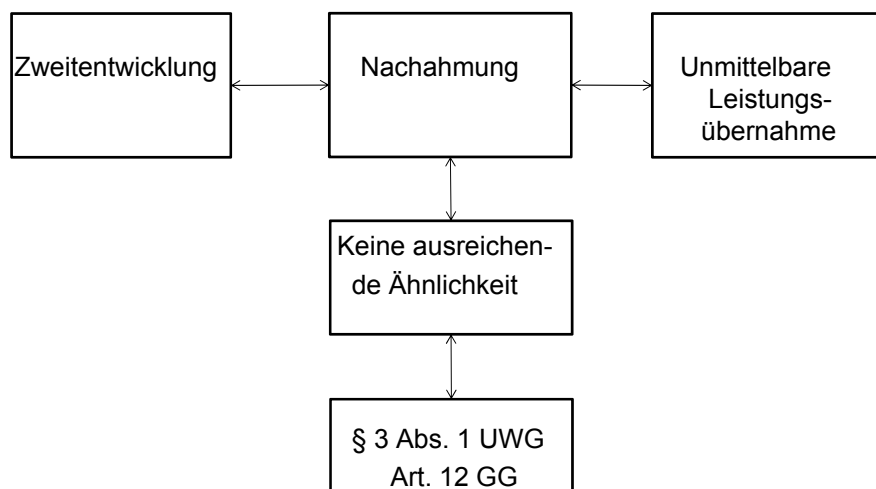 Zweitentwicklung
Nachahmung
Unmittelbare
Leistungs-
übernahme
Keine ausreichen-
de Ähnlichkeit
§ 3 Abs. 1 UWG
Art. 12 GG